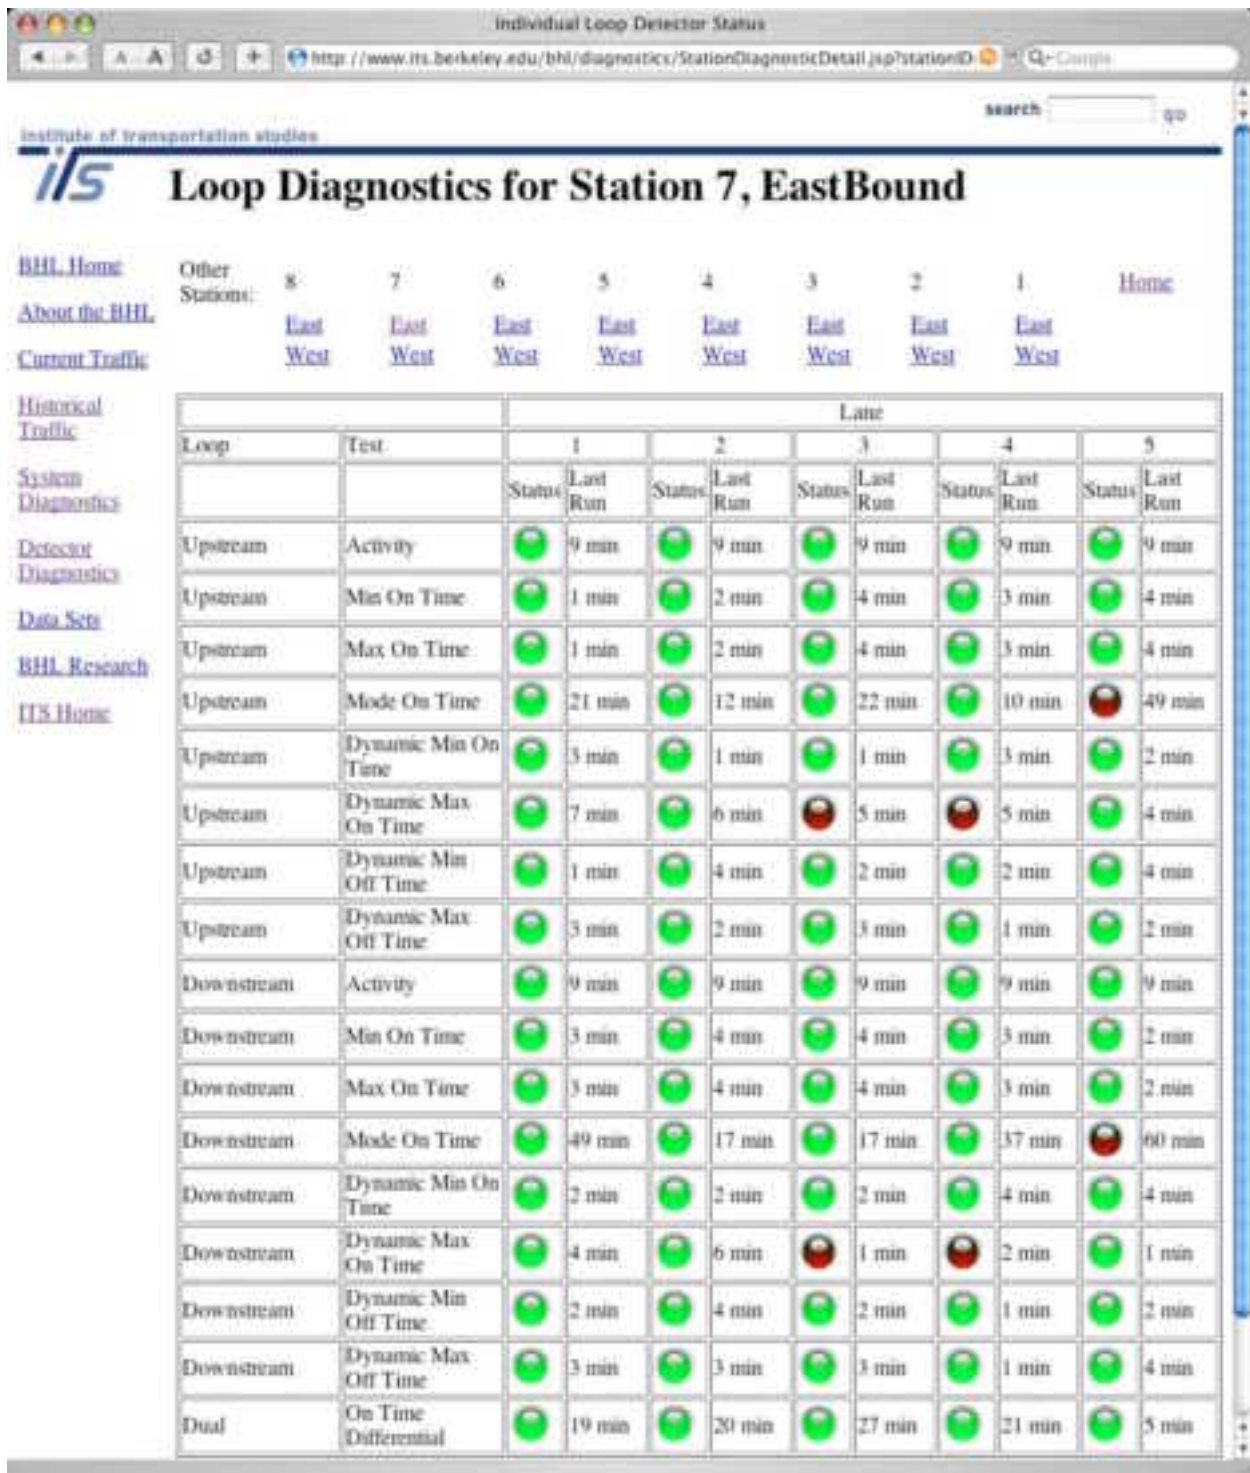 Individual Loop Detector Status
A A + http://www.its.berkeley.edu/bhl/diagnostics/StationDiagnosticDetail.jsp?stationID Google
search go
institute of transportation studies
its Loop Diagnostics for Station 7, EastBound
BHL Home
About the BHL
Current Traffic
Historical
Traffic
System
Diagnostics
Detector
Diagnostics
Data Sets
BHL Research
ITS Home
Other
Stations: 8 7 6 5 4 3 2 1 Home
East East East East East East East East
West West West West West West West West
Lane
Loop Test 1 2 3 4 5
Status Last Run Status Last Run Status Last Run Status Last Run Status Last Run
Upstream Activity 9 min 9 min 9 min 9 min 9 min
Upstream Min On Time 1 min 2 min 4 min 3 min 4 min
Upstream Max On Time 1 min 2 min 4 min 3 min 4 min
Upstream Mode On Time 21 min 12 min 22 min 10 min 49 min
Upstream Dynamic Min On Time 3 min 1 min 1 min 3 min 2 min
Upstream Dynamic Max On Time 7 min 6 min 5 min 5 min 4 min
Upstream Dynamic Min Off Time 1 min 4 min 2 min 2 min 4 min
Upstream Dynamic Max Off Time 3 min 2 min 3 min 1 min 2 min
Downstream Activity 9 min 9 min 9 min 9 min 9 min
Downstream Min On Time 3 min 4 min 4 min 3 min 2 min
Downstream Max On Time 3 min 4 min 4 min 3 min 2 min
Downstream Mode On Time 49 min 17 min 17 min 37 min 60 min
Downstream Dynamic Min On Time 2 min 2 min 2 min 4 min 4 min
Downstream Dynamic Max On Time 4 min 6 min 1 min 2 min 1 min
Downstream Dynamic Min Off Time 2 min 4 min 2 min 1 min 2 min
Downstream Dynamic Max Off Time 3 min 3 min 3 min 1 min 4 min
Dual On Time Differential 19 min 20 min 27 min 21 min 5 min